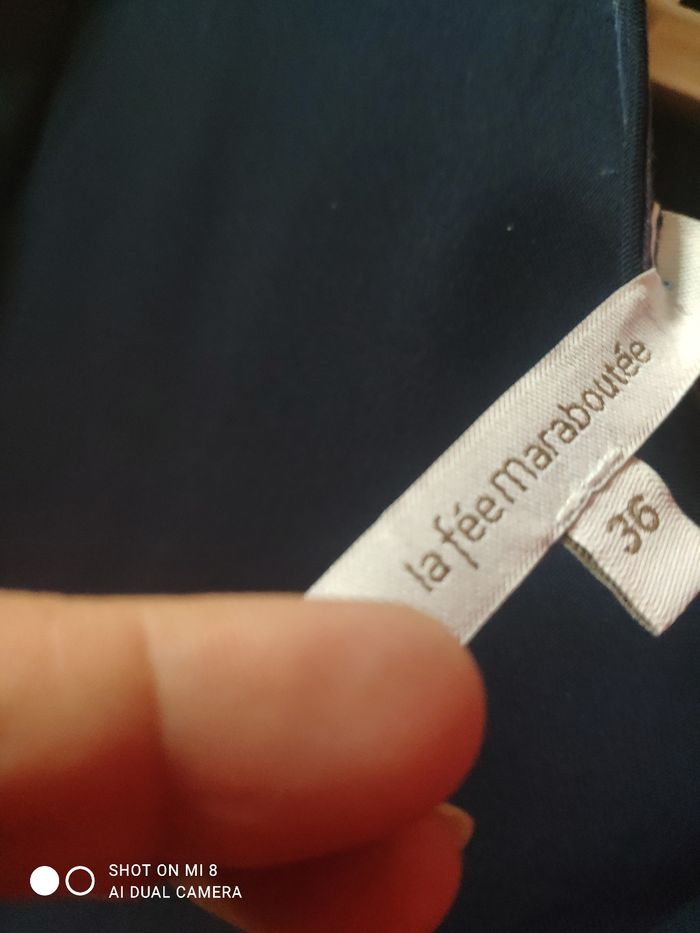 la fée maraboutée
36
SHOT ON MI 8
AI DUAL CAMERA